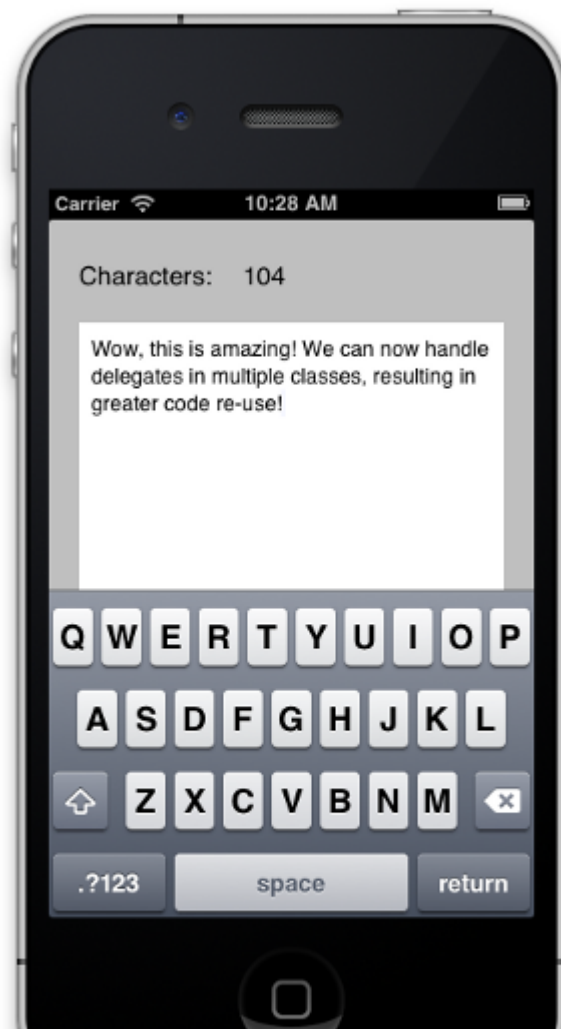 Carrier 10:28 AM
Characters: 104
Wow, this is amazing! We can now handle
delegates in multiple classes, resulting in
greater code re-use!
Q W E R T Y U I O P
A S D F G H J K L
Z X C V B N M
.?123 space return